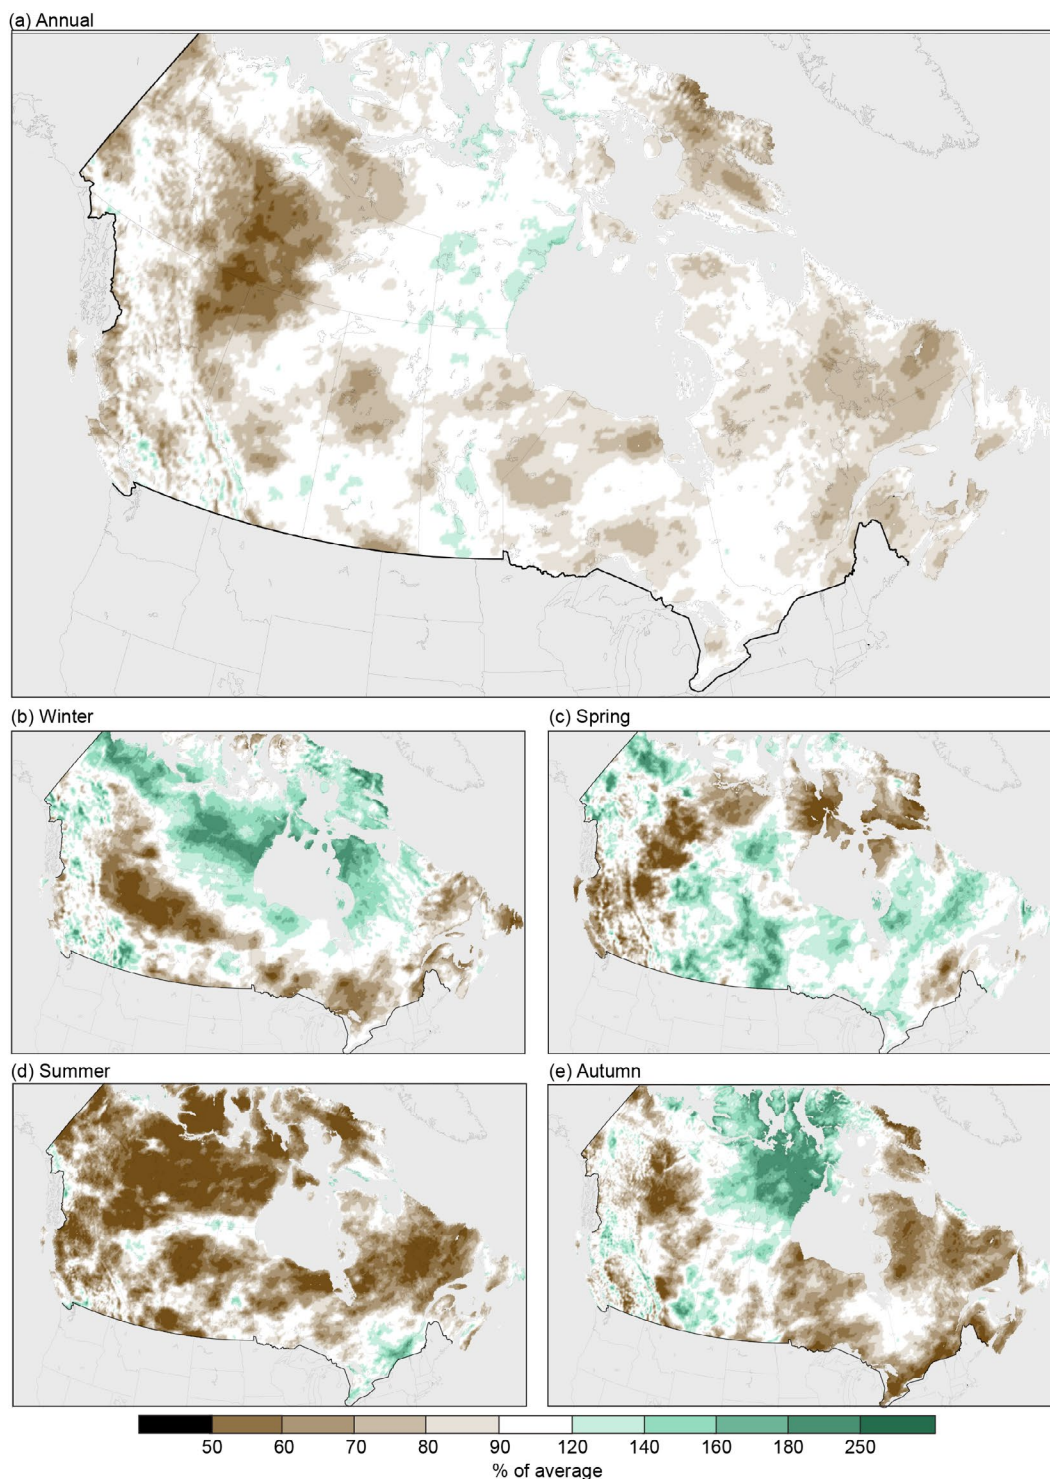 (a) Annual
(b) Winter
(c) Spring
(d) Summer
(e) Autumn
50 60 70 80 90 120 140 160 180 250
% of average